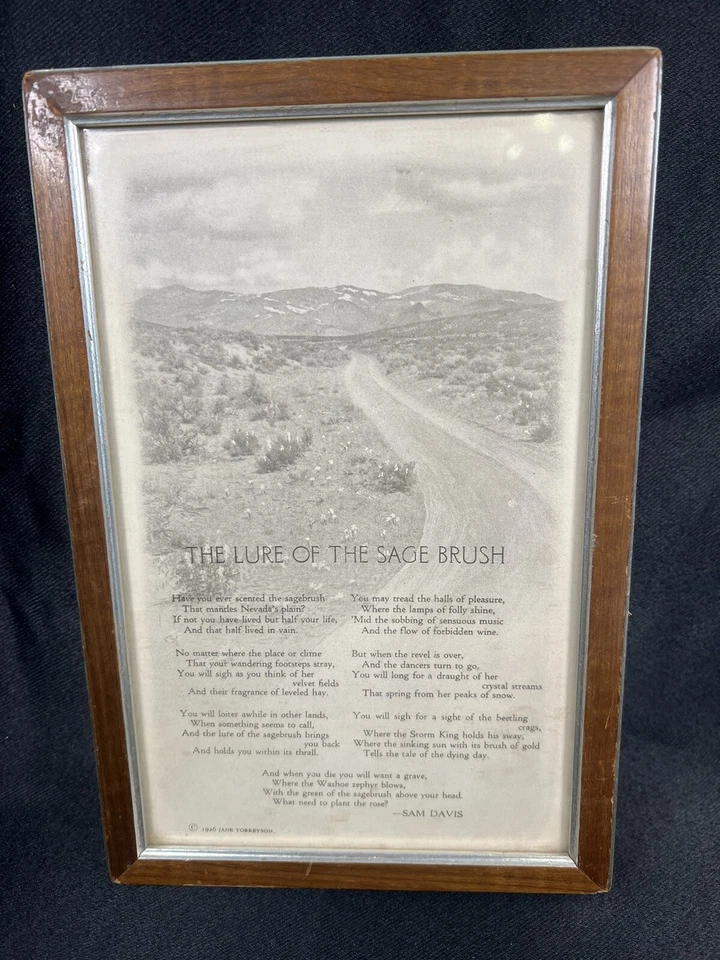 THE LURE OF THE SAGE BRUSH
Have you ever scented the sagebrush
That mantles Nevada's plain?
If not you have lived but half your life,
And that half lived in vain.
No matter where the place or clime
That your wandering footsteps stray,
You will sigh as you think of her
velvet fields
And their fragrance of leveled hay.
You will loiter awhile in other lands,
When something seems to call,
And the lure of the sagebrush brings
you back
And holds you within its thrall.
You may tread the halls of pleasure,
Where the lamps of folly shine,
'Mid the sobbing of sensuous music
And the flow of forbidden wine.
But when the revel is over,
And the dancers turn to go,
You will long for a draught of her
crystal streams
That spring from her peaks of snow.
You will sigh for a sight of the beetling
crags,
Where the Storm King holds his sway,
Where the sinking sun with its brush of gold
Tells the tale of the dying day.
And when you die you will want a grave,
Where the Washoe zephyr blows,
With the green of the sagebrush above your head.
What need to plant the rose?
—SAM DAVIS
© 1926 JANE TORREYSON.